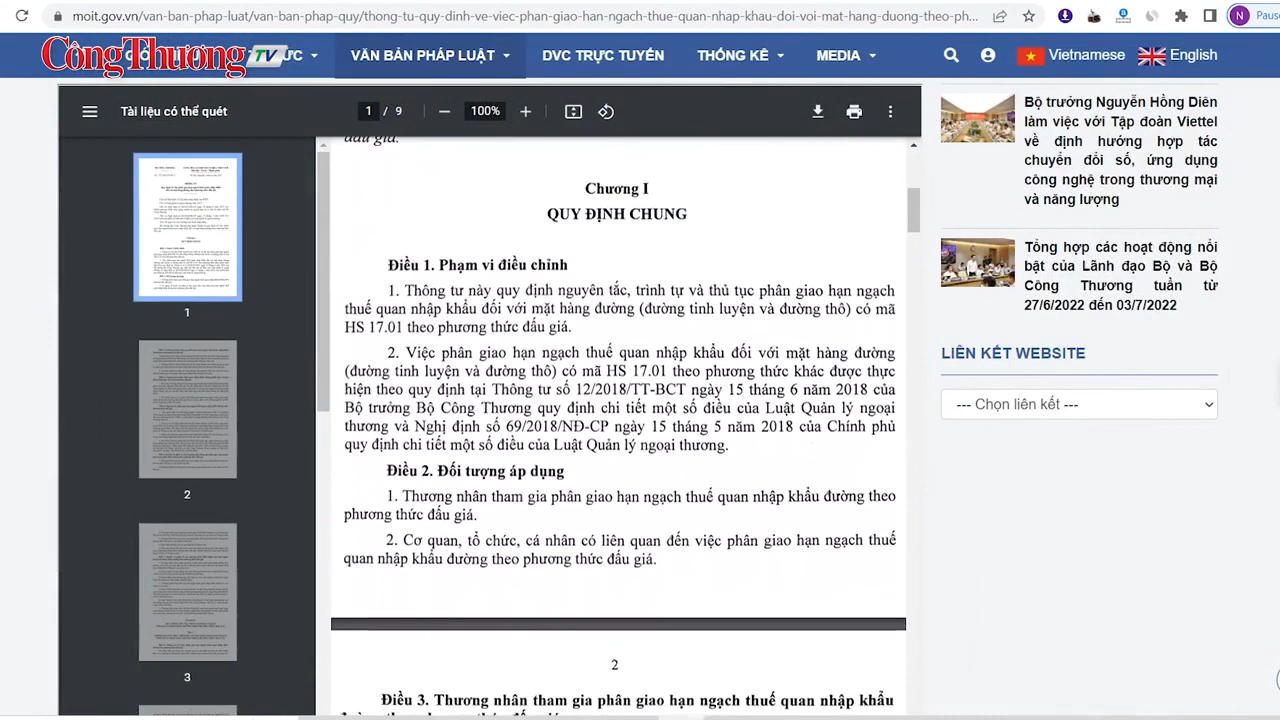 moit.gov.vn/van-ban-phap-luat/van-ban-phap-quy/thong-tu-quy-dinh-ve-viec-phan-giao-han-ngach-thue-quan-nhap-khau-doi-voi-mat-hang-duong-theo-ph...
N Pause
CôngThương TV
ỨC VĂN BẢN PHÁP LUẬT DVC TRỰC TUYẾN THỐNG KÊ MEDIA Vietnamese English
Tài liệu có thể quét 1 / 9 100%
đấu giá.
Chương I
QUY ĐỊNH CHUNG
Điều 1. Phạm vi điều chỉnh
1. Thông tư này quy định nguyên tắc, trình tự và thủ tục phân giao hạn ngạch
thuế quan nhập khẩu đối với mặt hàng đường (đường tinh luyện và đường thô) có mã
HS 17.01 theo phương thức đấu giá.
2. Việc phân giao hạn ngạch thuế quan nhập khẩu đối với mặt hàng đường
(đường tinh luyện và đường thô) có mã HS 17.01 theo phương thức khác được thực
hiện theo quy định tại Thông tư số 12/2018/TT-BCT ngày 15 tháng 6 năm 2018 của
Bộ trưởng Bộ Công Thương quy định chi tiết một số điều của Luật Quản lý ngoại
thương và Nghị định số 69/2018/NĐ-CP ngày 15 tháng 5 năm 2018 của Chính phủ
quy định chi tiết một số điều của Luật Quản lý ngoại thương.
Điều 2. Đối tượng áp dụng
1. Thương nhân tham gia phân giao hạn ngạch thuế quan nhập khẩu đường theo
phương thức đấu giá.
2. Cơ quan, tổ chức, cá nhân có liên quan đến việc phân giao hạn ngạch thuế
quan nhập khẩu đường theo phương thức đấu giá.
2
Điều 3. Thương nhân tham gia phân giao hạn ngạch thuế quan nhập khẩu
1
2
3
Bộ trưởng Nguyễn Hồng Diên
làm việc với Tập đoàn Viettel
về định hướng hợp tác
chuyển đổi số, ứng dụng
công nghệ trong thương mại
và năng lượng
Tổng hợp các hoạt động nổi
bật của Lãnh đạo Bộ và Bộ
Công Thương tuần từ
27/6/2022 đến 03/7/2022
LIÊN KẾT WEBSITE
---- Chọn liên kết ---